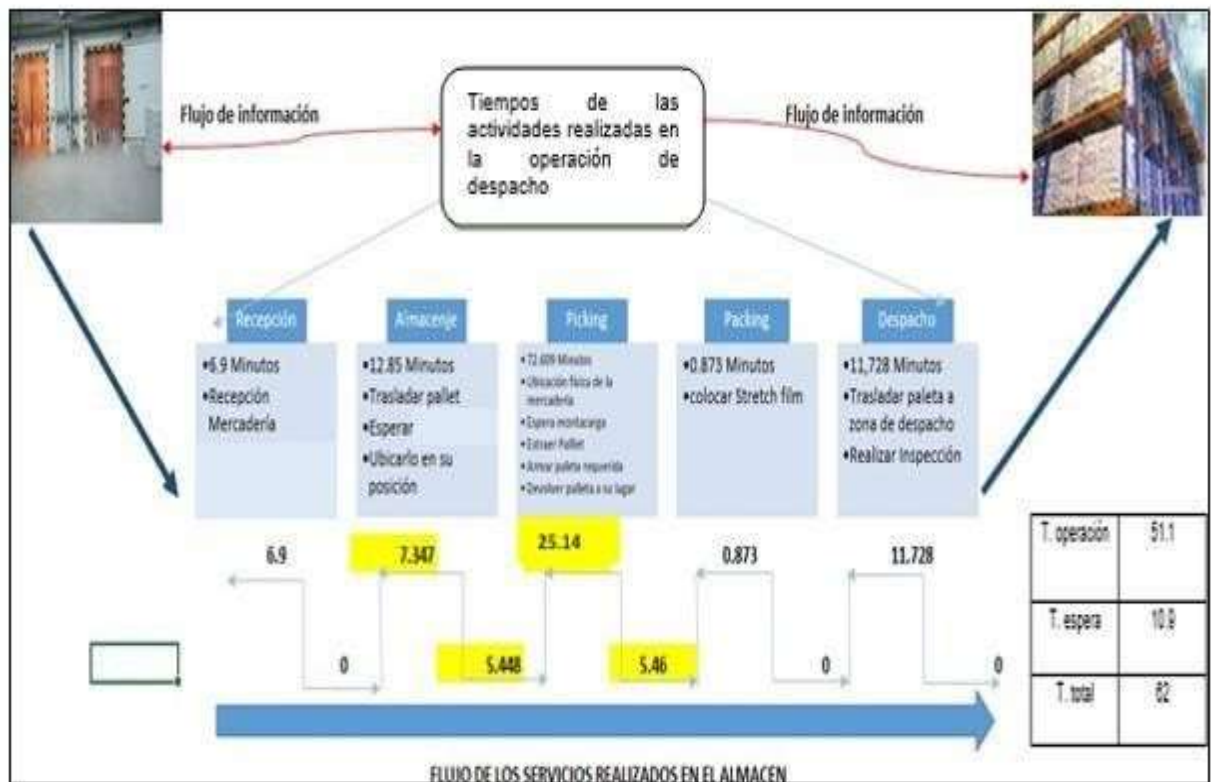 Flujo de información
Tiempos de las
actividades realizadas en
la operación de
despacho
Flujo de información
Recepción
•6.9 Minutos
•Recepción
Mercadería
Almacenje
•12.85 Minutos
•Trasladar pallet
•Esperar
•Ubicarlo en su
posición
Picking
•72.609 Minutos
•Ubicación física de la
mercadería
•Espera montacarga
•Extraer Pallet
•Armar paleta requerida
•Devolver palleta a su lugar
Packing
•0.873 Minutos
•colocar Stretch film
Despacho
•11,728 Minutos
•Trasladar paleta a
zona de despacho
•Realizar Inspección
6.9
7.347
25.14
0.873
11.728
0
5.448
5.46
0
0
T. operación 51.1
T. espera 10.9
T. total 62
FLUJO DE LOS SERVICIOS REALIZADOS EN EL ALMACEN